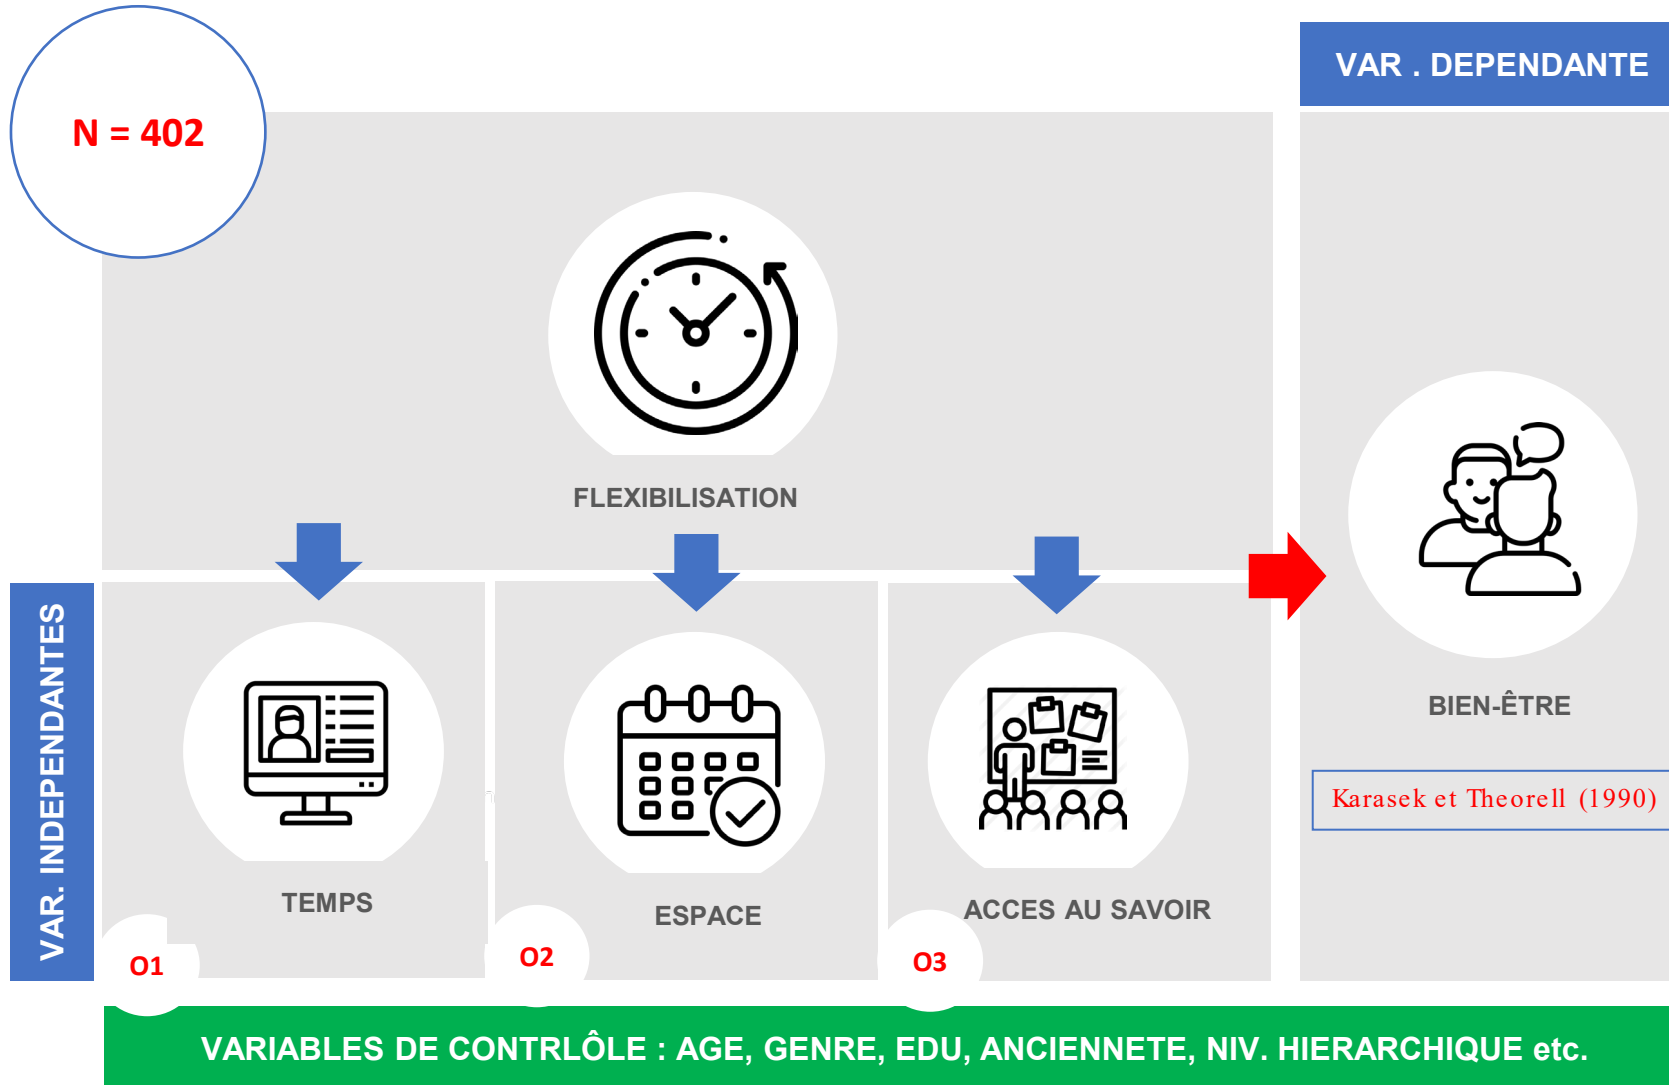 N = 402
VAR . DEPENDANTE
FLEXIBILISATION
VAR. INDEPENDANTES
TEMPS
ESPACE
ACCES AU SAVOIR
BIEN-ÊTRE
Karasek et Theorell (1990)
O1
O2
O3
VARIABLES DE CONTRLÔLE : AGE, GENRE, EDU, ANCIENNETE, NIV. HIERARCHIQUE etc.